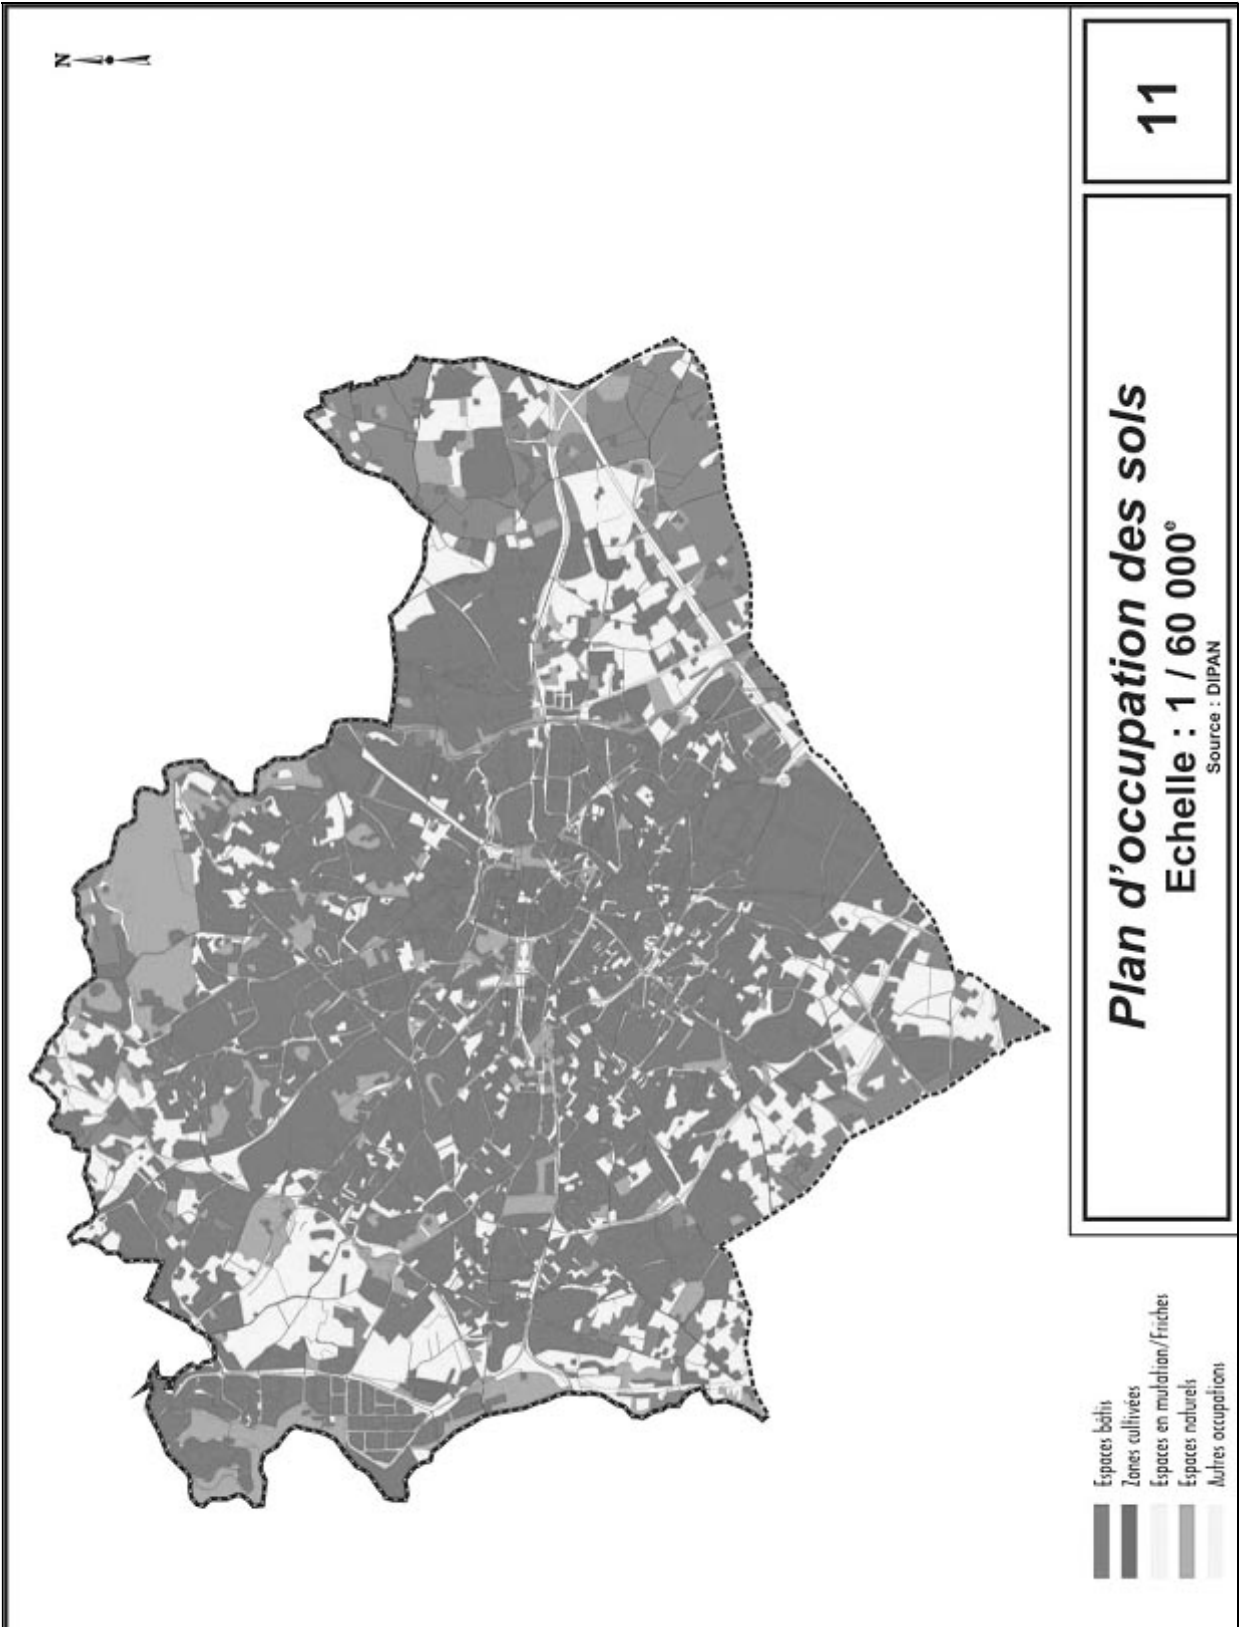 N
11
Plan d'occupation des sols
Echelle : 1 / 60 000e
Source : DIPAN
Espaces bâtis
Zones cultivées
Espaces en mutation/Friches
Espaces naturels
Autres occupations